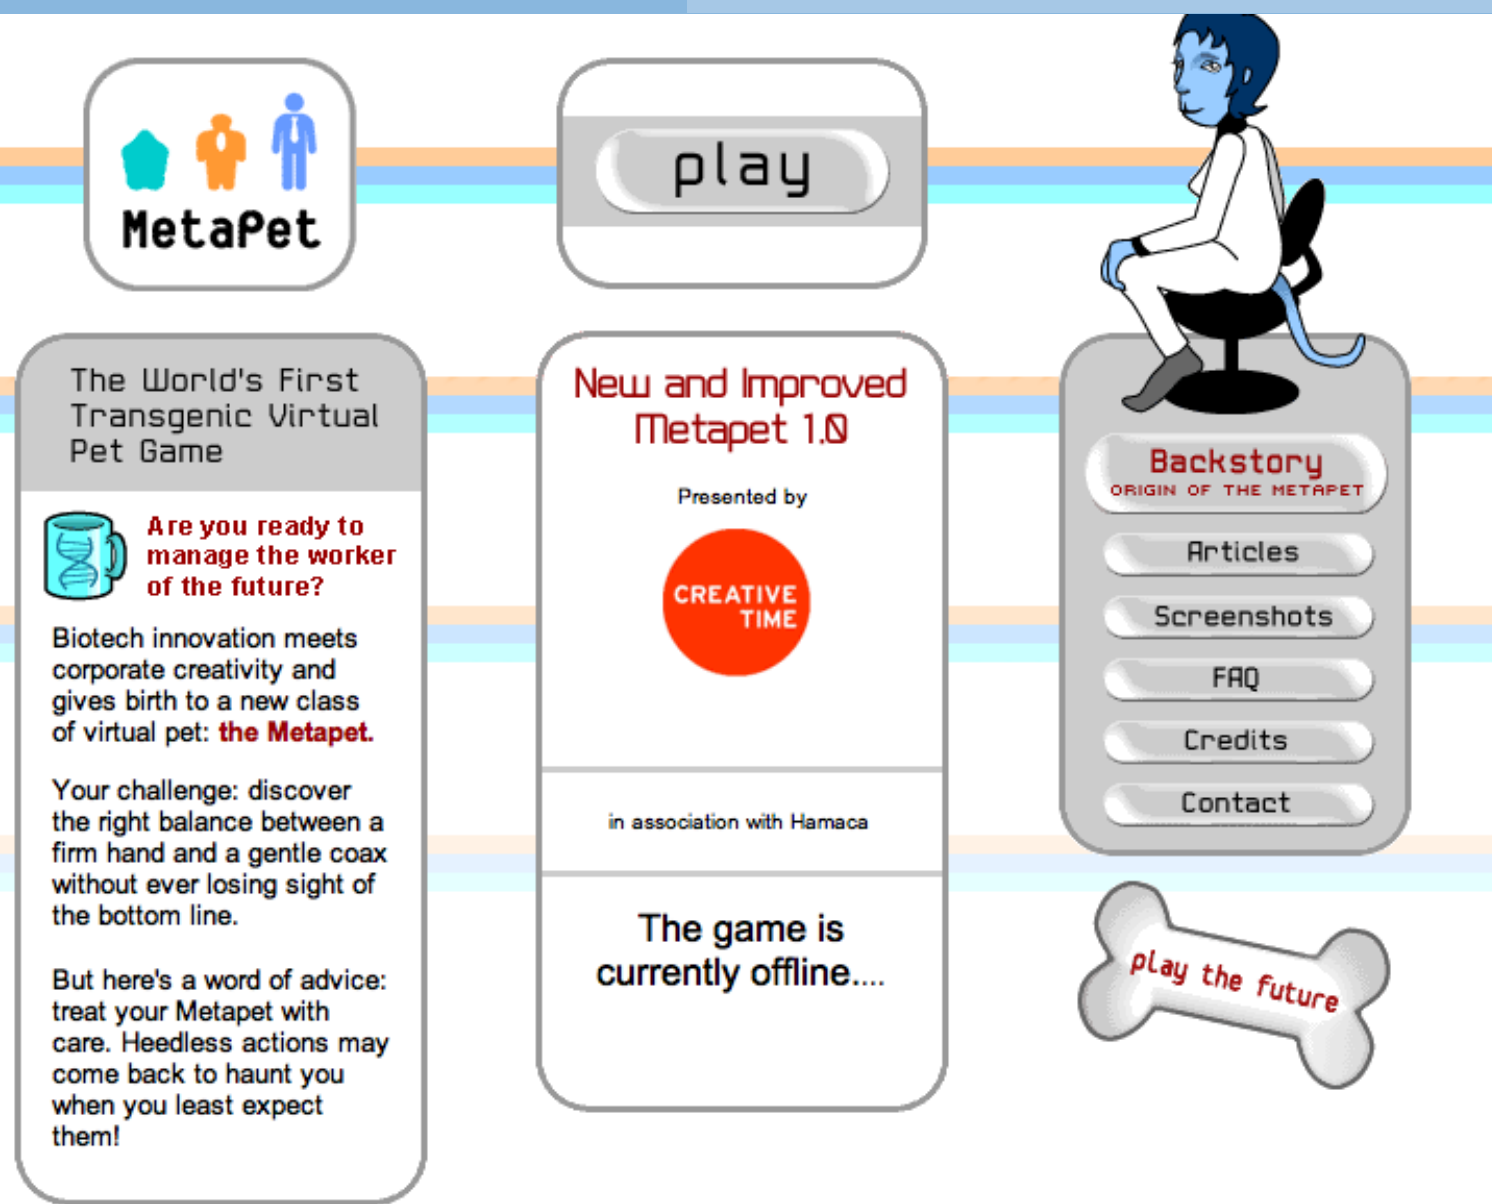 MetaPet
play
The World's First
Transgenic Virtual
Pet Game
Are you ready to
manage the worker
of the future?
Biotech innovation meets
corporate creativity and
gives birth to a new class
of virtual pet: the Metapet.
Your challenge: discover
the right balance between a
firm hand and a gentle coax
without ever losing sight of
the bottom line.
But here's a word of advice:
treat your Metapet with
care. Heedless actions may
come back to haunt you
when you least expect
them!
New and Improved
Metapet 1.0
Presented by
CREATIVE
TIME
in association with Hamaca
The game is
currently offline....
Backstory
ORIGIN OF THE METAPET
Articles
Screenshots
FAQ
Credits
Contact
play the future